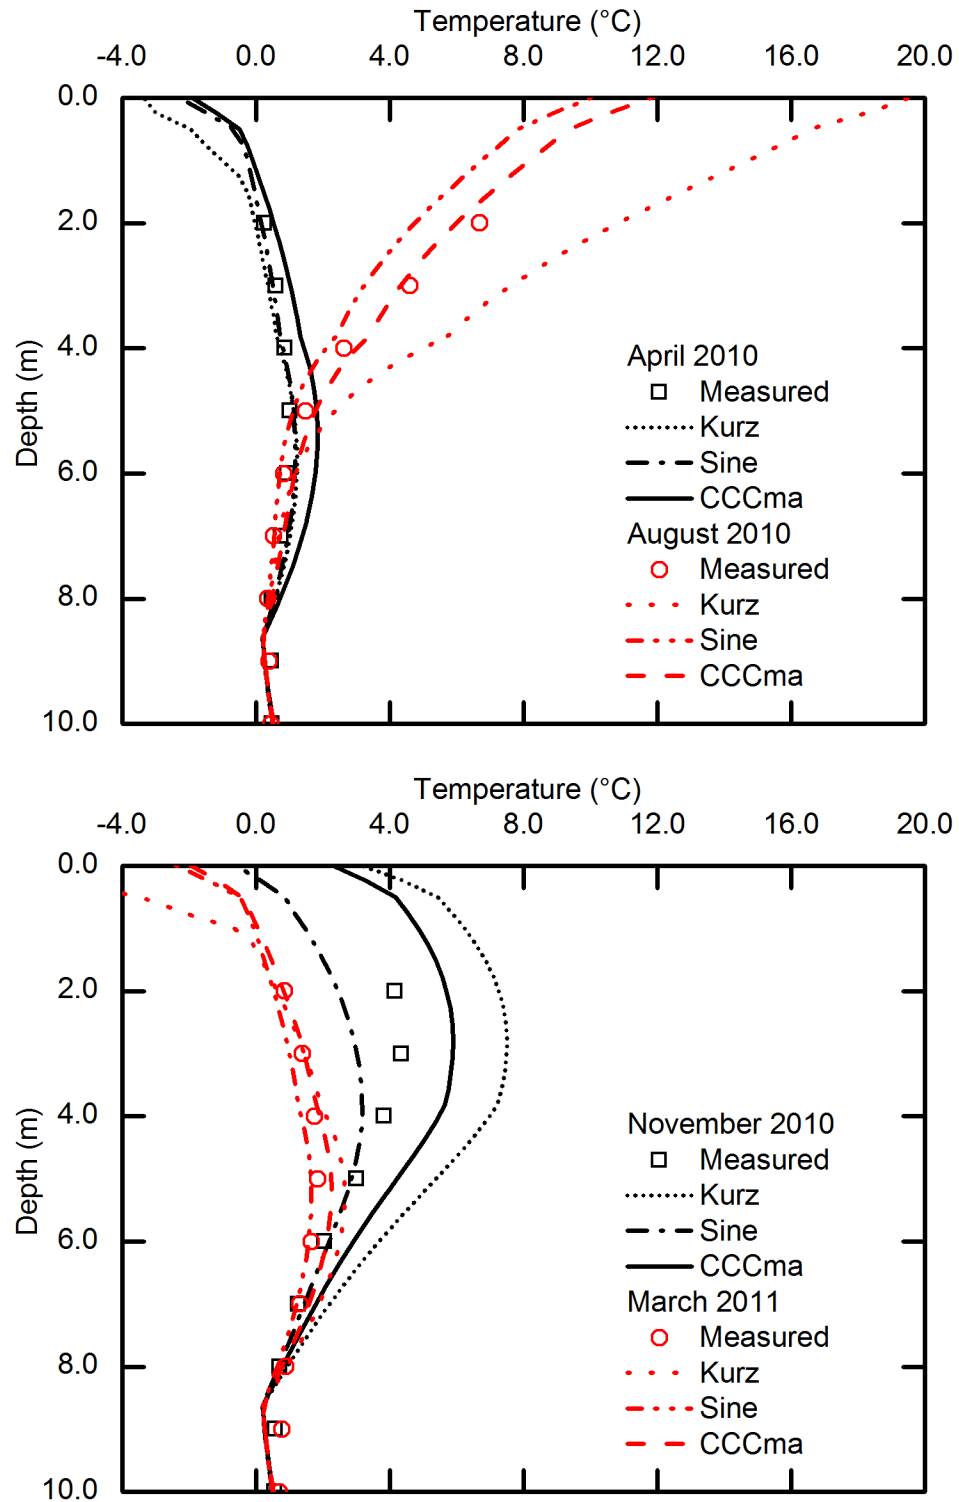 Temperature (°C)
-4.0 0.0 4.0 8.0 12.0 16.0 20.0
0.0
2.0
4.0
6.0
8.0
10.0
Depth (m)
April 2010
Measured
Kurz
Sine
CCCma
August 2010
Measured
Kurz
Sine
CCCma
Temperature (°C)
-4.0 0.0 4.0 8.0 12.0 16.0 20.0
0.0
2.0
4.0
6.0
8.0
10.0
Depth (m)
November 2010
Measured
Kurz
Sine
CCCma
March 2011
Measured
Kurz
Sine
CCCma